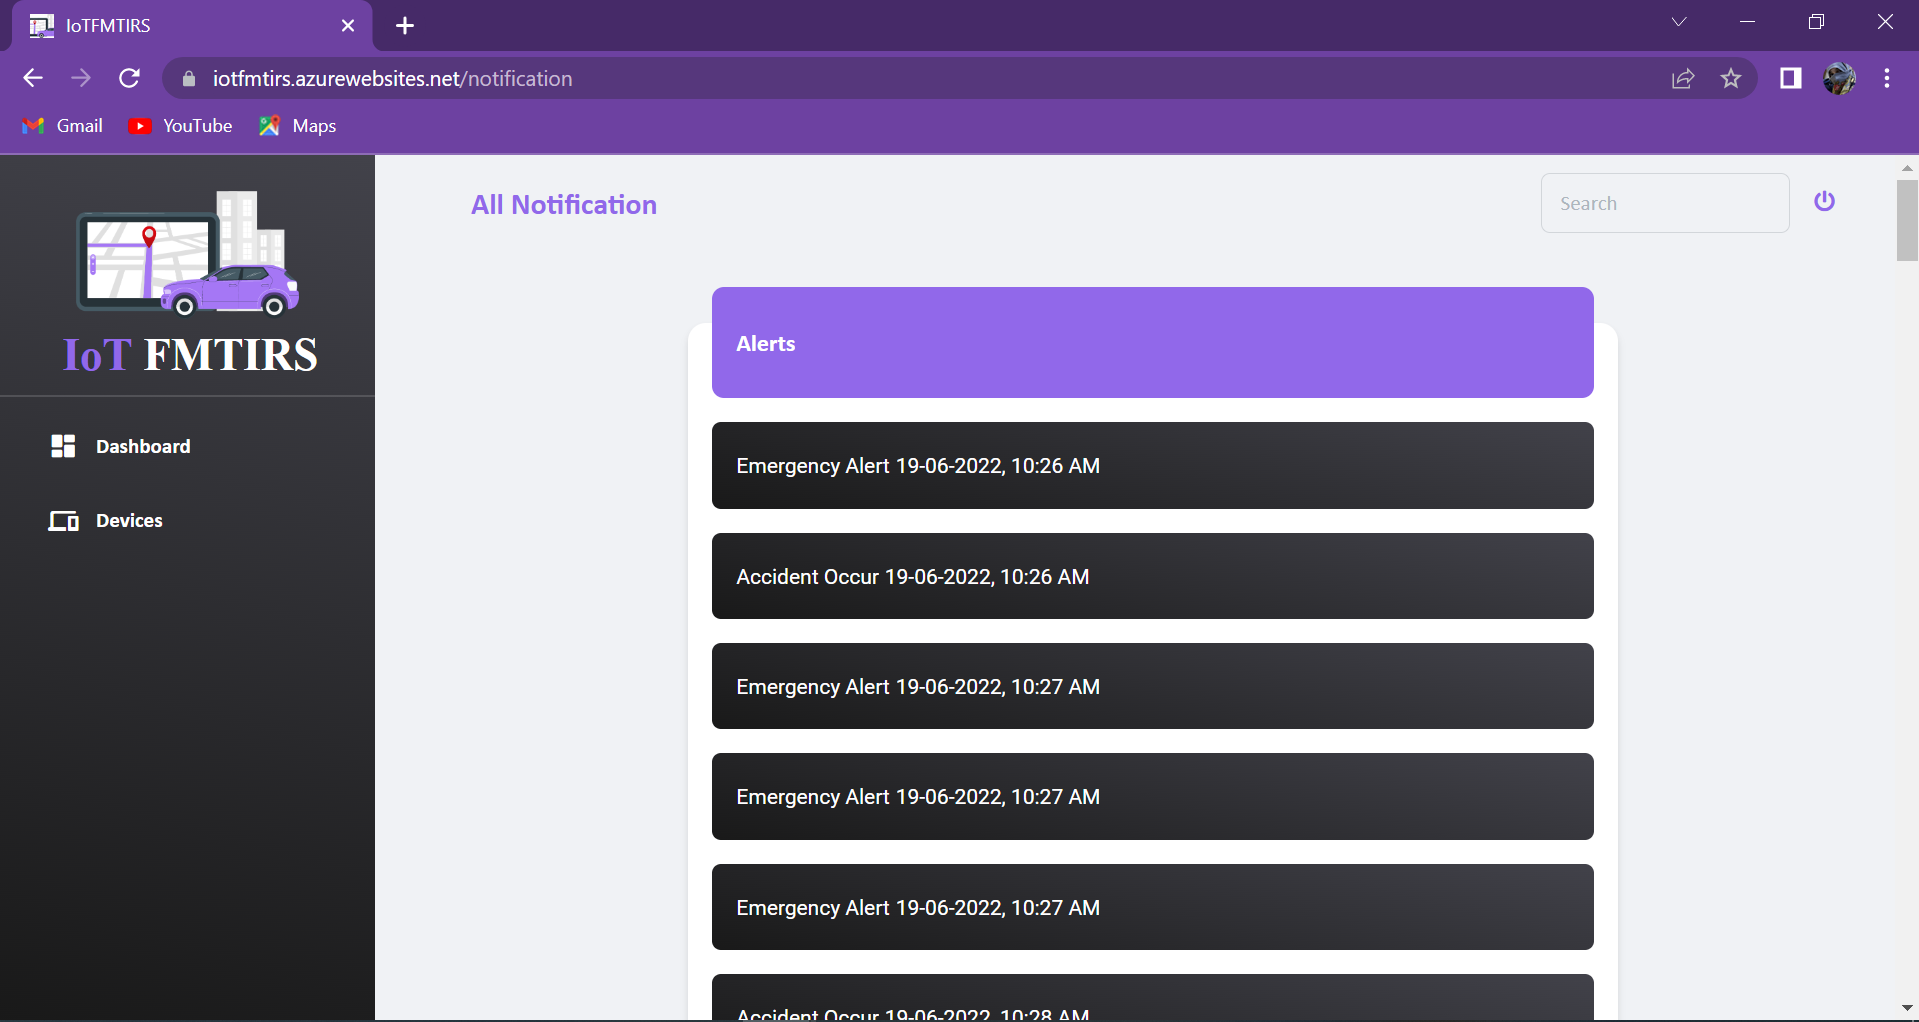 IoTFMTIRS
iotfmtirs.azurewebsites.net/notification
Gmail YouTube Maps
IoT FMTIRS
Dashboard
Devices
All Notification
Search
Alerts
Emergency Alert 19-06-2022, 10:26 AM
Accident Occur 19-06-2022, 10:26 AM
Emergency Alert 19-06-2022, 10:27 AM
Emergency Alert 19-06-2022, 10:27 AM
Emergency Alert 19-06-2022, 10:27 AM
Accident Occur 19-06-2022, 10:28 AM